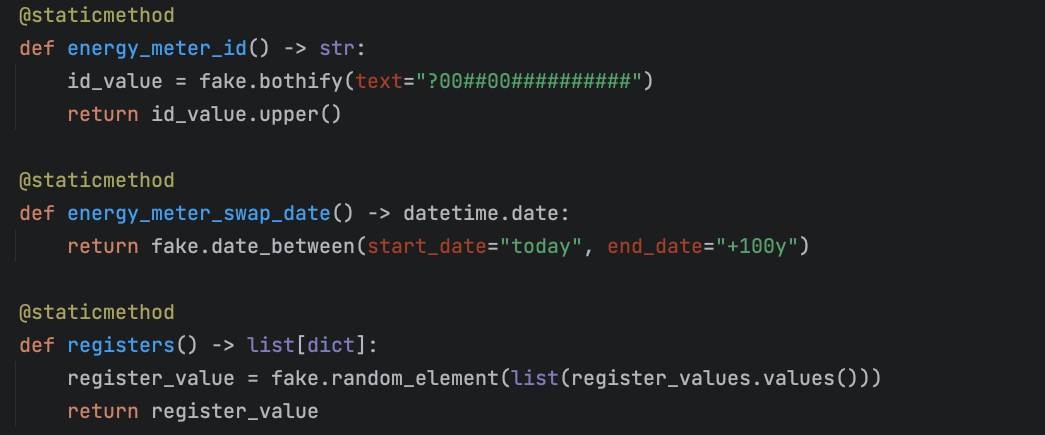 @staticmethod
def energy_meter_id() -> str:
    id_value = fake.bothify(text="?00##00##########")
    return id_value.upper()

@staticmethod
def energy_meter_swap_date() -> datetime.date:
    return fake.date_between(start_date="today", end_date="+100y")

@staticmethod
def registers() -> list[dict]:
    register_value = fake.random_element(list(register_values.values()))
    return register_value